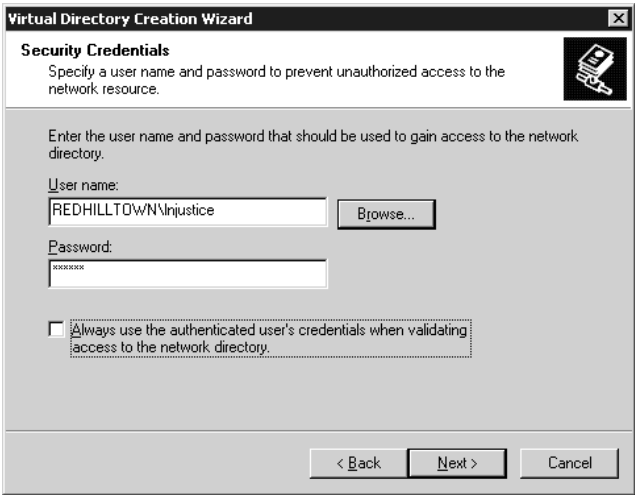 Virtual Directory Creation Wizard
Security Credentials
Specify a user name and password to prevent unauthorized access to the
network resource.
Enter the user name and password that should be used to gain access to the network
directory.
User name:
REDHILLTOWN\Injustice
Browse...
Password:
xxxxxx
Always use the authenticated user's credentials when validating
access to the network directory.
< Back
Next >
Cancel